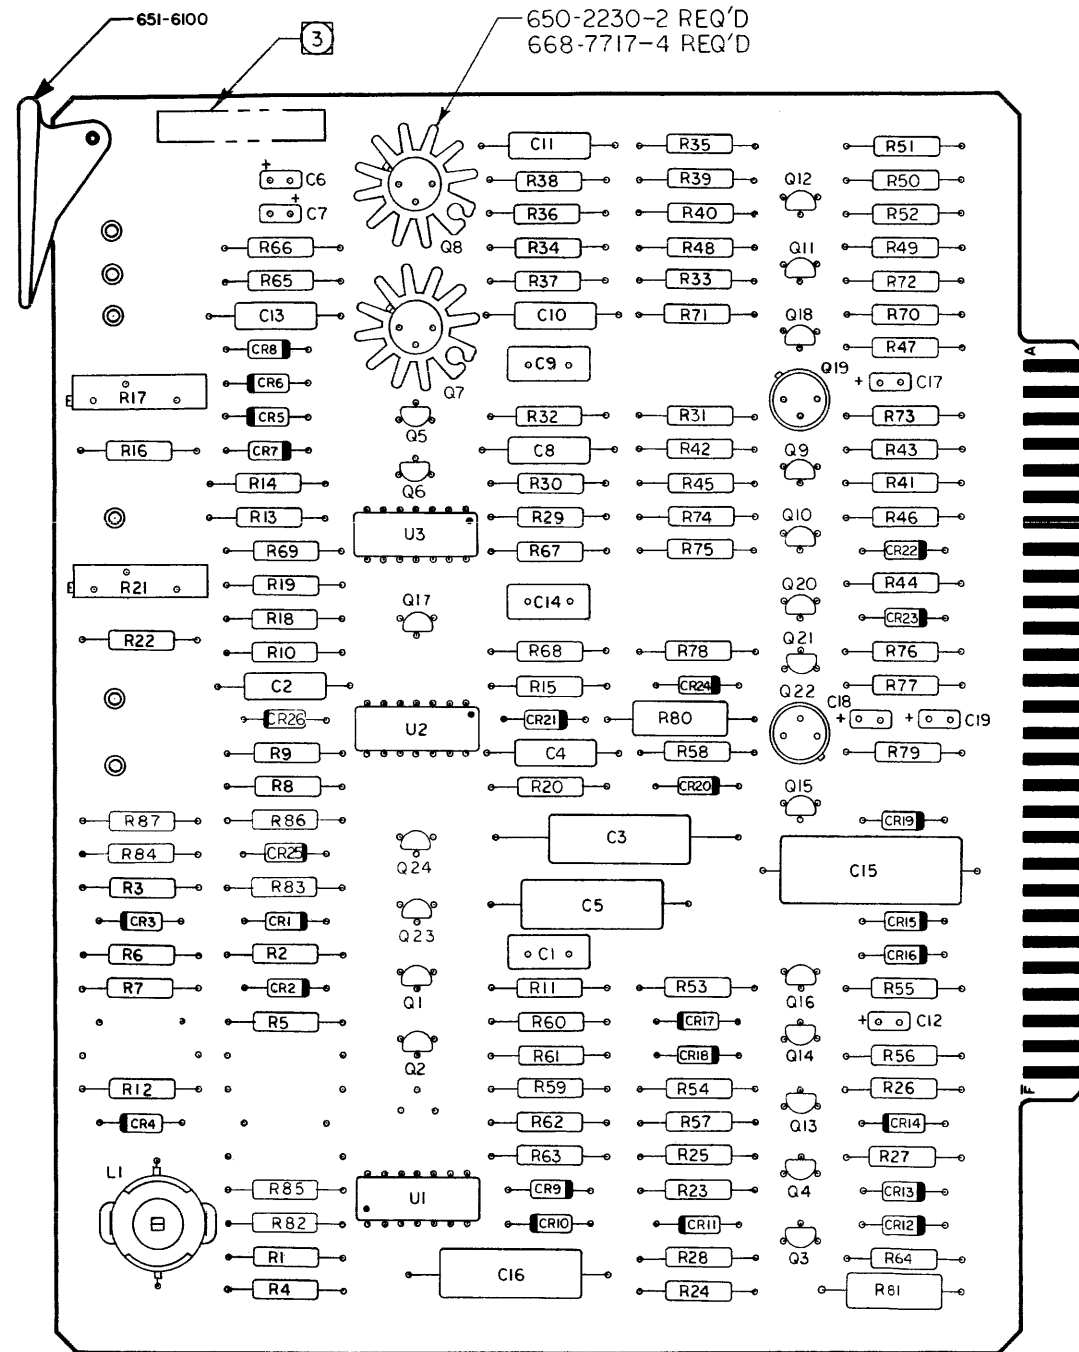 651-6100
3
650-2230-2 REQ'D
668-7717-4 REQ'D
C11 R35 R51
C6 R38 R39 Q12 R50
C7 R36 R40 R52
Q8
R66 R34 R48 Q11 R49
R65 R37 R33 R72
C13 C10 R71 Q18 R70
CR8 R47
A
C9 Q19
CR6 Q7 C17
E R17
CR5 R32 R31 R73
Q5
R16 CR7 C8 R42 Q9 R43
R14 Q6 R30 R45 R41
R13 U3 R29 R74 Q10 R46
R69 R67 R75 CR22
E R21 R19 Q20 R44
Q17 C14
R18 CR23
R22 Q21
R10 R68 R78 R76
C2 R15 CR24 R77
Q22 C18
CR26 U2 CR21 R80 C19
R9 C4 R58 R79
R8 R20 CR20 Q15
R87 R86 CR19
C3
R84 CR25 Q24
C15
R3 R83
C5
CR3 CR1 Q23 CR15
R6 R2 C1 CR16
R7 CR2 Q1 R11 R53 Q16 R55
R5 R60 CR17 C12
R61 CR18 Q14 R56
Q2
R12 R59 R54 R26
F
CR4 R62 R57 Q13 CR14
R63 R25 R27
L1
R85 U1 CR9 R23 Q4 CR13
R82 CR10 CR11 CR12
R1 R28 Q3 R64
C16
R4 R24 R81